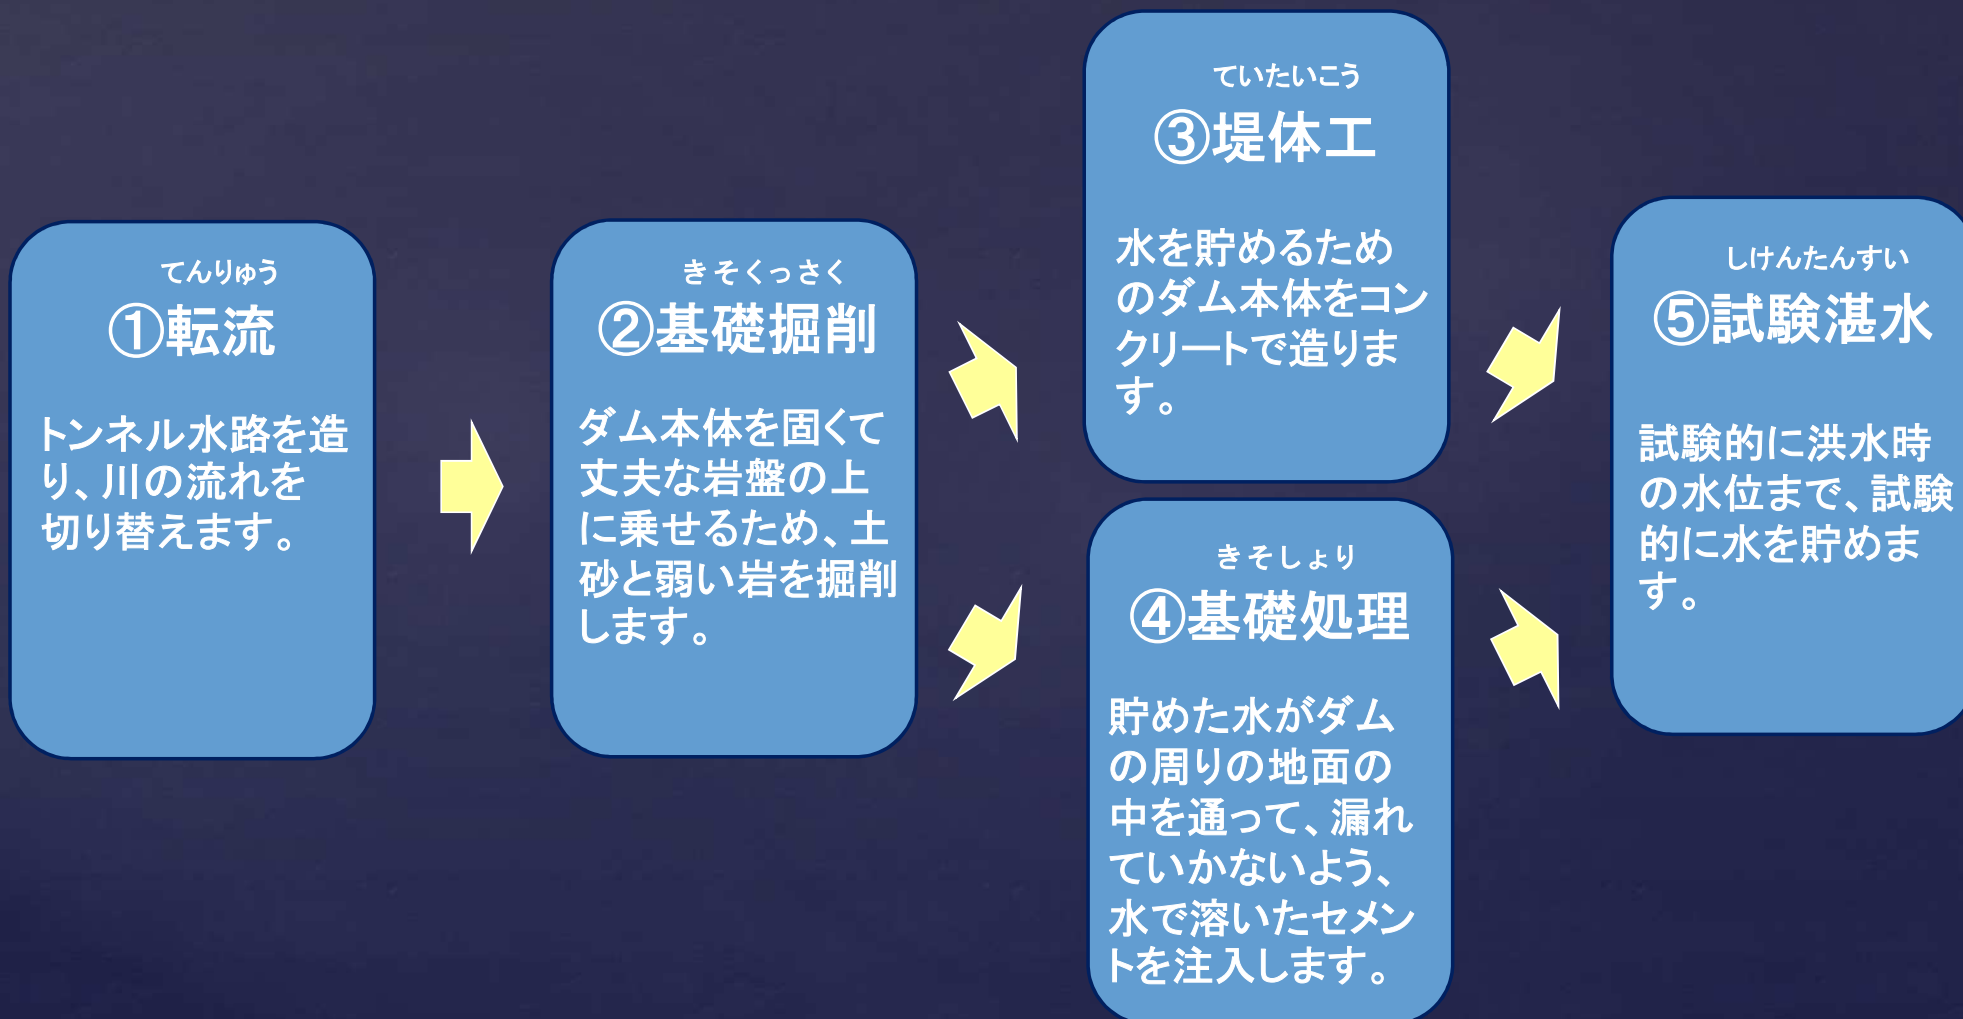 てんりゅう
①転流
トンネル水路を造
り、川の流れを
切り替えます。
きそくっさく
②基礎掘削
ダム本体を固くて
丈夫な岩盤の上
に乗せるため、土
砂と弱い岩を掘削
します。
ていたいこう
③堤体工
水を貯めるため
のダム本体をコン
クリートで造りま
す。
きそしょり
④基礎処理
貯めた水がダム
の周りの地面の
中を通って、漏れ
ていかないよう、
水で溶いたセメン
トを注入します。
しけんたんすい
⑤試験湛水
試験的に洪水時
の水位まで、試験
的に水を貯めま
す。